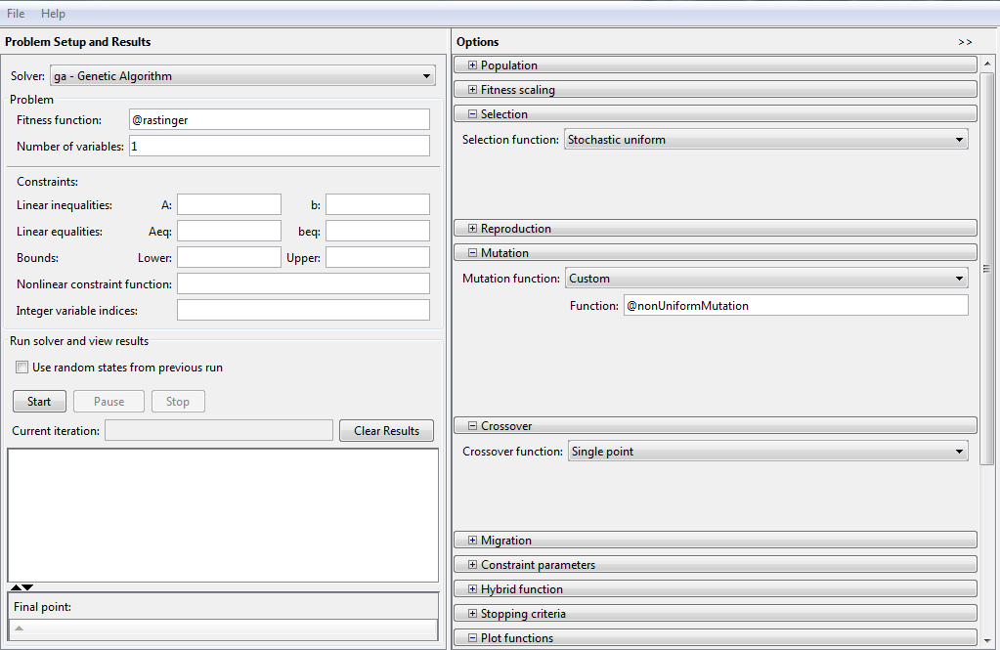 File Help
Problem Setup and Results
Solver: ga - Genetic Algorithm
Problem
Fitness function: @rastinger
Number of variables: 1
Constraints:
Linear inequalities: A: b:
Linear equalities: Aeq: beq:
Bounds: Lower: Upper:
Nonlinear constraint function:
Integer variable indices:
Run solver and view results
Use random states from previous run
Start Pause Stop
Current iteration: Clear Results
Final point:
Options >>
Population
Fitness scaling
Selection
Selection function: Stochastic uniform
Reproduction
Mutation
Mutation function: Custom
Function: @nonUniformMutation
Crossover
Crossover function: Single point
Migration
Constraint parameters
Hybrid function
Stopping criteria
Plot functions